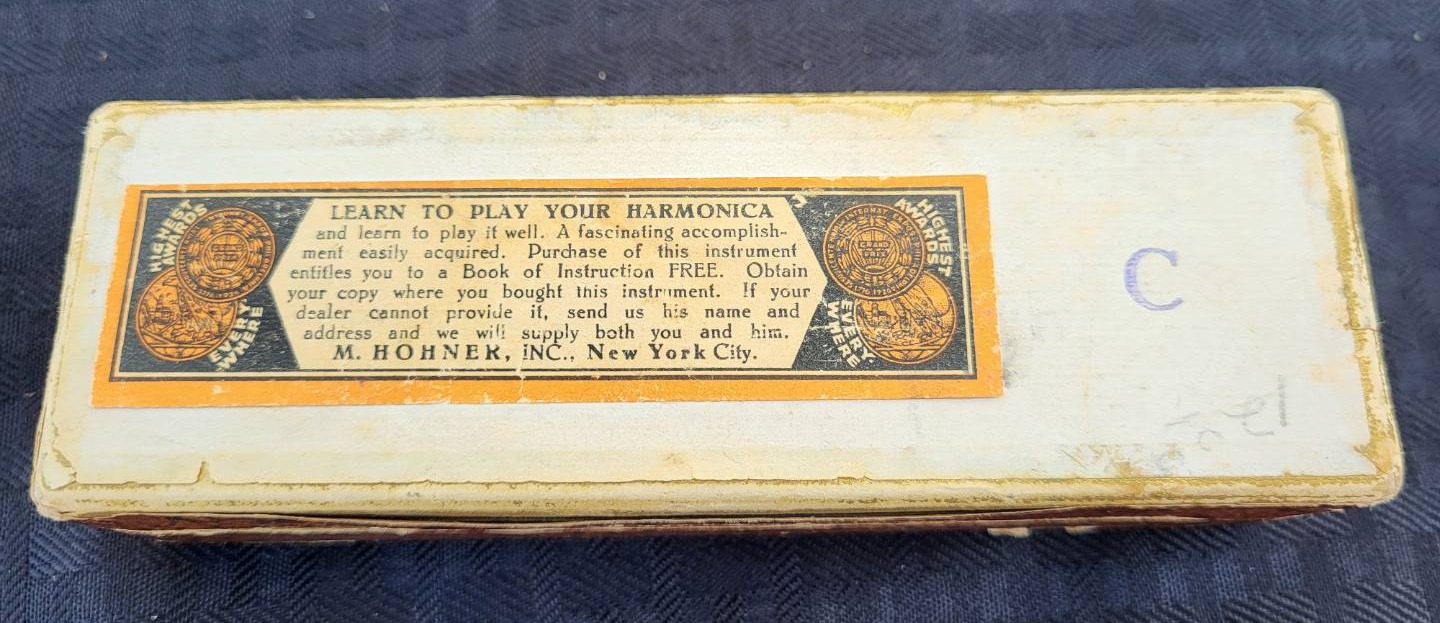 LEARN TO PLAY YOUR HARMONICA
and learn to play it well. A fascinating accomplish-
ment easily acquired. Purchase of this instrument
entitles you to a Book of Instruction FREE. Obtain
your copy where you bought this instrument. If your
dealer cannot provide it, send us his name and
address and we will supply both you and him.
M. HOHNER, INC., New York City.
HIGHEST
AWARDS
EVERY
WHERE
HIGHEST
AWARDS
EVERY
WHERE
GRAND
PRIX
C